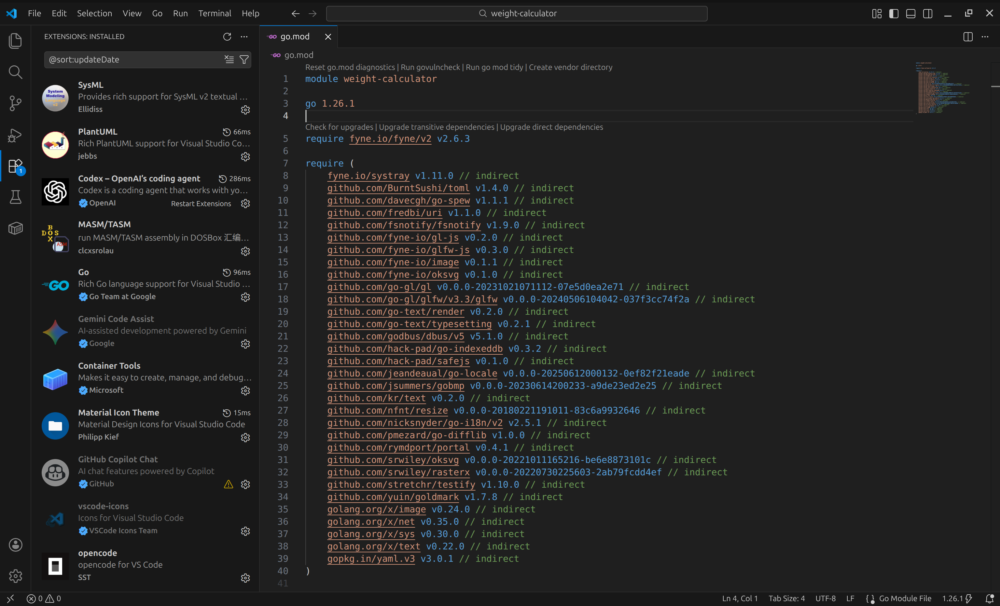 File Edit Selection View Go Run Terminal Help
weight-calculator
EXTENSIONS: INSTALLED
@sort:updateDate
System
Modeling
Language
v2
SysML
Provides rich support for SysML v2 textual ...
Ellidiss
PlantUML 66ms
Rich PlantUML support for Visual Studio Co...
jebbs
Codex – OpenAI’s coding agent 286ms
Codex is a coding agent that works with yo...
OpenAI Restart Extensions
1
DOS
BOX
ASM
MASM/TASM
run MASM/TASM assembly in DOSBox 汇编...
clcxsrolau
GO
Go 96ms
Rich Go language support for Visual Studio ...
Go Team at Google
Gemini Code Assist
AI-assisted development powered by Gemini
Google
Container Tools
Makes it easy to create, manage, and debug...
Microsoft
Material Icon Theme 15ms
Material Design Icons for Visual Studio Code
Philipp Kief
GitHub Copilot Chat
AI chat features powered by Copilot
GitHub
vscode-icons
Icons for Visual Studio Code
VSCode Icons Team
opencode
opencode for VS Code
SST
GO go.mod
GO go.mod
Reset go.mod diagnostics | Run govulncheck | Run go mod tidy | Create vendor directory
1 module weight-calculator
2
3 go 1.26.1
4
Check for upgrades | Upgrade transitive dependencies | Upgrade direct dependencies
5 require fyne.io/fyne/v2 v2.6.3
6
7 require (
8 fyne.io/systray v1.11.0 // indirect
9 github.com/BurntSushi/toml v1.4.0 // indirect
10 github.com/davecgh/go-spew v1.1.1 // indirect
11 github.com/fredbi/uri v1.1.0 // indirect
12 github.com/fsnotify/fsnotify v1.9.0 // indirect
13 github.com/fyne-io/gl-js v0.2.0 // indirect
14 github.com/fyne-io/glfw-js v0.3.0 // indirect
15 github.com/fyne-io/image v0.1.1 // indirect
16 github.com/fyne-io/oksvg v0.1.0 // indirect
17 github.com/go-gl/gl v0.0.0-20231021071112-07e5d0ea2e71 // indirect
18 github.com/go-gl/glfw/v3.3/glfw v0.0.0-20240506104042-037f3cc74f2a // indirect
19 github.com/go-text/render v0.2.0 // indirect
20 github.com/go-text/typesetting v0.2.1 // indirect
21 github.com/godbus/dbus/v5 v5.1.0 // indirect
22 github.com/hack-pad/go-indexeddb v0.3.2 // indirect
23 github.com/hack-pad/safejs v0.1.0 // indirect
24 github.com/jeandeaual/go-locale v0.0.0-20250612000132-0ef82f21eade // indirect
25 github.com/jsummers/gobmp v0.0.0-20230614200233-a9de23ed2e25 // indirect
26 github.com/kr/text v0.2.0 // indirect
27 github.com/nfnt/resize v0.0.0-20180221191011-83c6a9932646 // indirect
28 github.com/nicksnyder/go-i18n/v2 v2.5.1 // indirect
29 github.com/pmezard/go-difflib v1.0.0 // indirect
30 github.com/rymdport/portal v0.4.1 // indirect
31 github.com/srwiley/oksvg v0.0.0-20221011165216-be6e8873101c // indirect
32 github.com/srwiley/rasterx v0.0.0-20220730225603-2ab79fcdd4ef // indirect
33 github.com/stretchr/testify v1.10.0 // indirect
34 github.com/yuin/goldmark v1.7.8 // indirect
35 golang.org/x/image v0.24.0 // indirect
36 golang.org/x/net v0.35.0 // indirect
37 golang.org/x/sys v0.30.0 // indirect
38 golang.org/x/text v0.22.0 // indirect
39 gopkg.in/yaml.v3 v3.0.1 // indirect
40 )
41
0 0
Ln 4, Col 1 Tab Size: 4 UTF-8 LF { } Go Module File 1.26.1